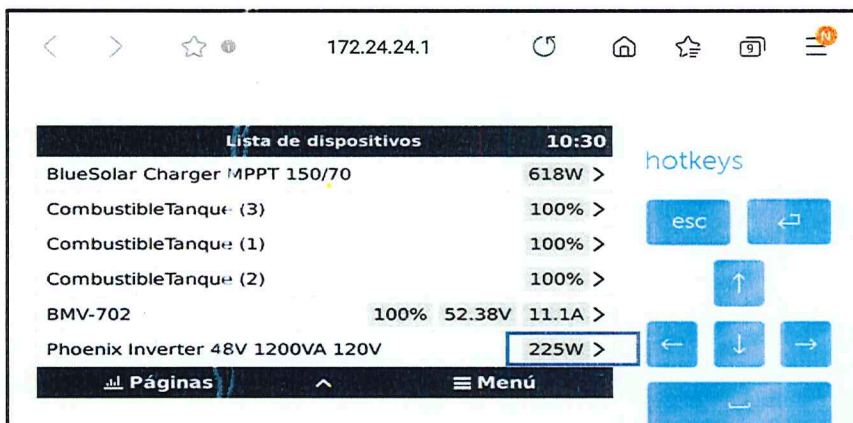 172.24.24.1
9
N
Lista de dispositivos 10:30
hotkeys
BlueSolar Charger MPPT 150/70 618W >
CombustibleTanque (3) 100% >
esc
CombustibleTanque (1) 100% >
CombustibleTanque (2) 100% >
BMV-702 100% 52.38V 11.1A >
Phoenix Inverter 48V 1200VA 120V 225W >
Páginas Menú